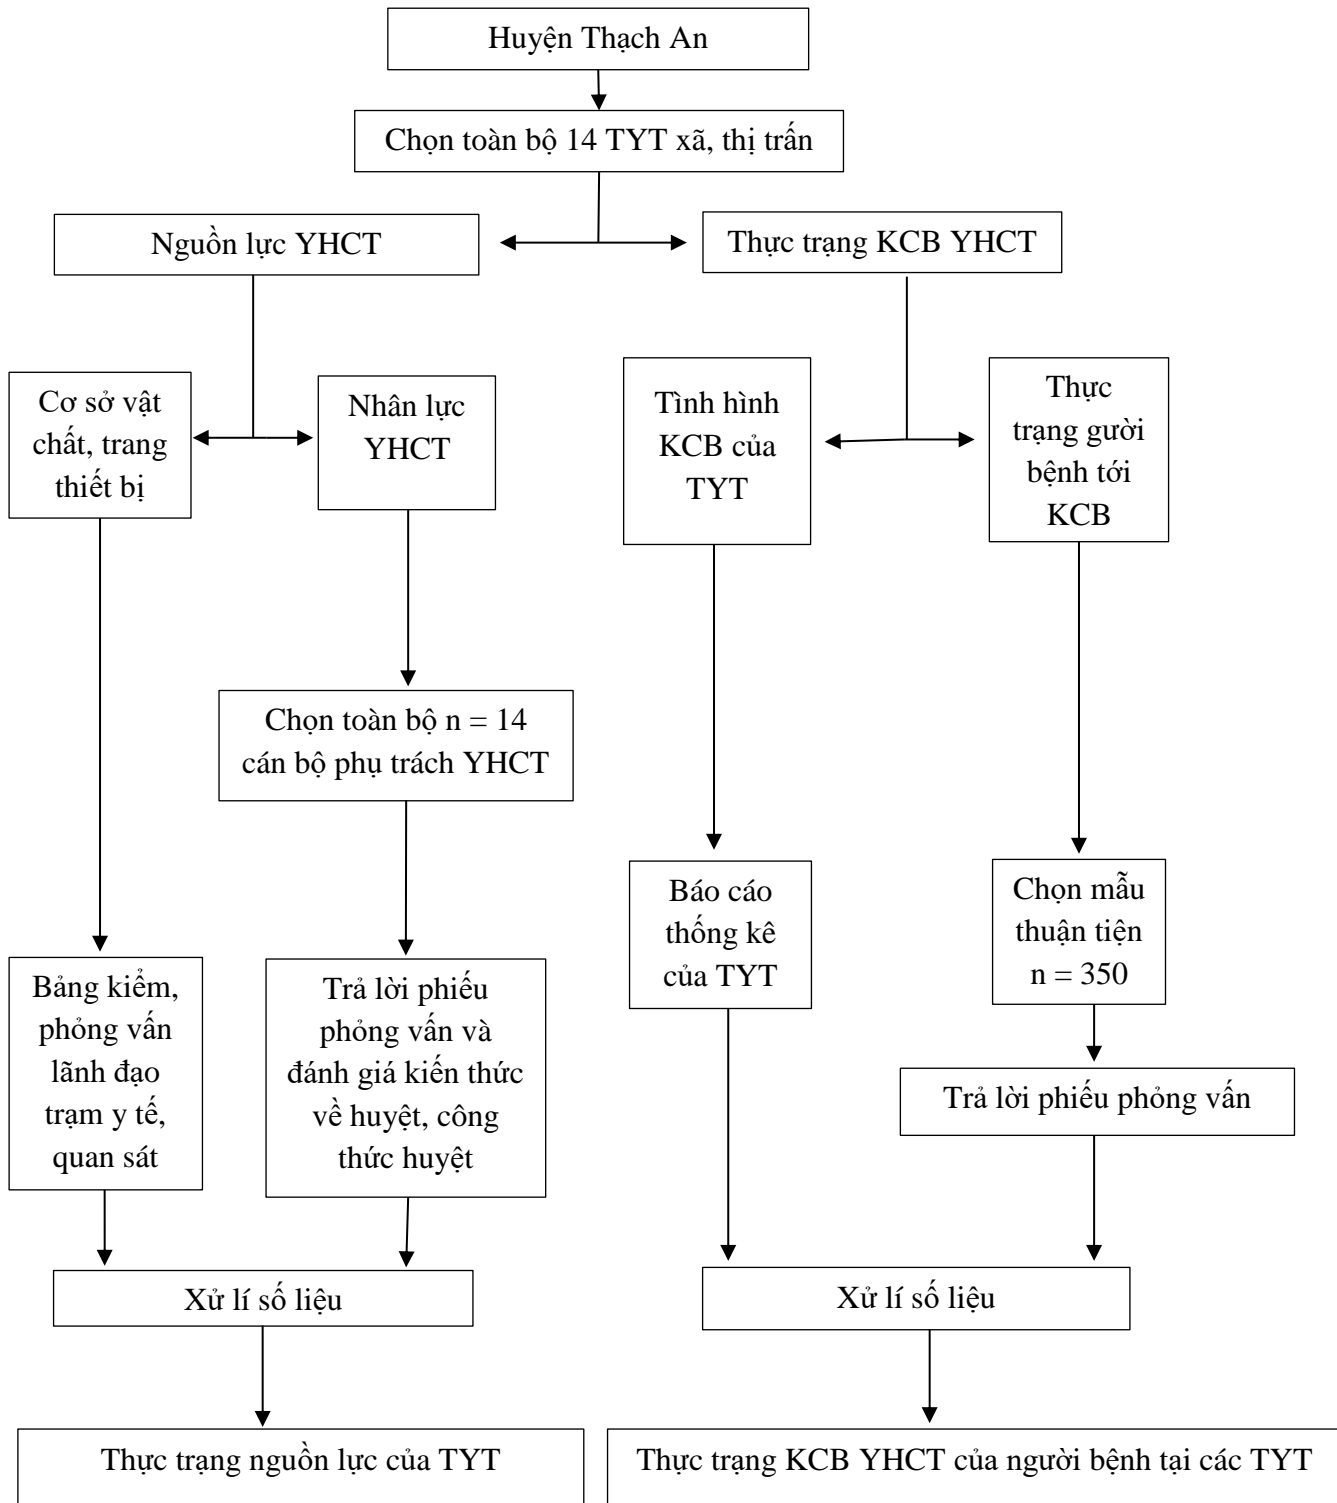 Huyện Thạch An
Chọn toàn bộ 14 TYT xã, thị trấn
Nguồn lực YHCT
Thực trạng KCB YHCT
Cơ sở vật
chất, trang
thiết bị
Nhân lực
YHCT
Tình hình
KCB của
TYT
Thực
trạng gười
bệnh tới
KCB
Chọn toàn bộ n = 14
cán bộ phụ trách YHCT
Báo cáo
thống kê
của TYT
Chọn mẫu
thuận tiện
n = 350
Bảng kiểm,
phỏng vấn
lãnh đạo
trạm y tế,
quan sát
Trả lời phiếu
phỏng vấn và
đánh giá kiến thức
về huyệt, công
thức huyệt
Trả lời phiếu phỏng vấn
Xử lí số liệu
Xử lí số liệu
Thực trạng nguồn lực của TYT
Thực trạng KCB YHCT của người bệnh tại các TYT